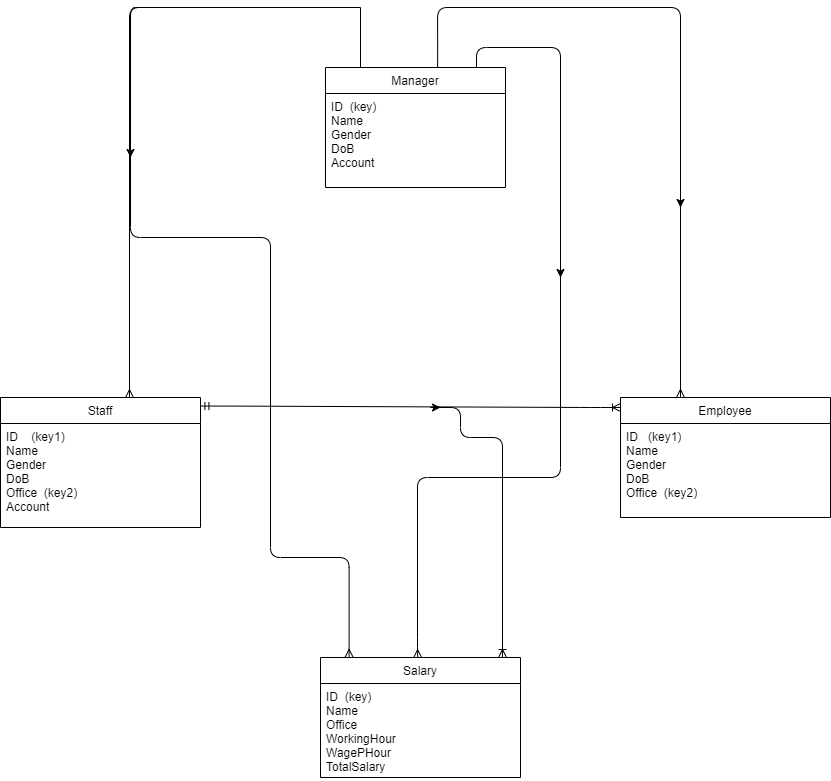 Manager
ID (key)
Name
Gender
DoB
Account
Staff
ID (key1)
Name
Gender
DoB
Office (key2)
Account
Employee
ID (key1)
Name
Gender
DoB
Office (key2)
Salary
ID (key)
Name
Office
WorkingHour
WagePHour
TotalSalary